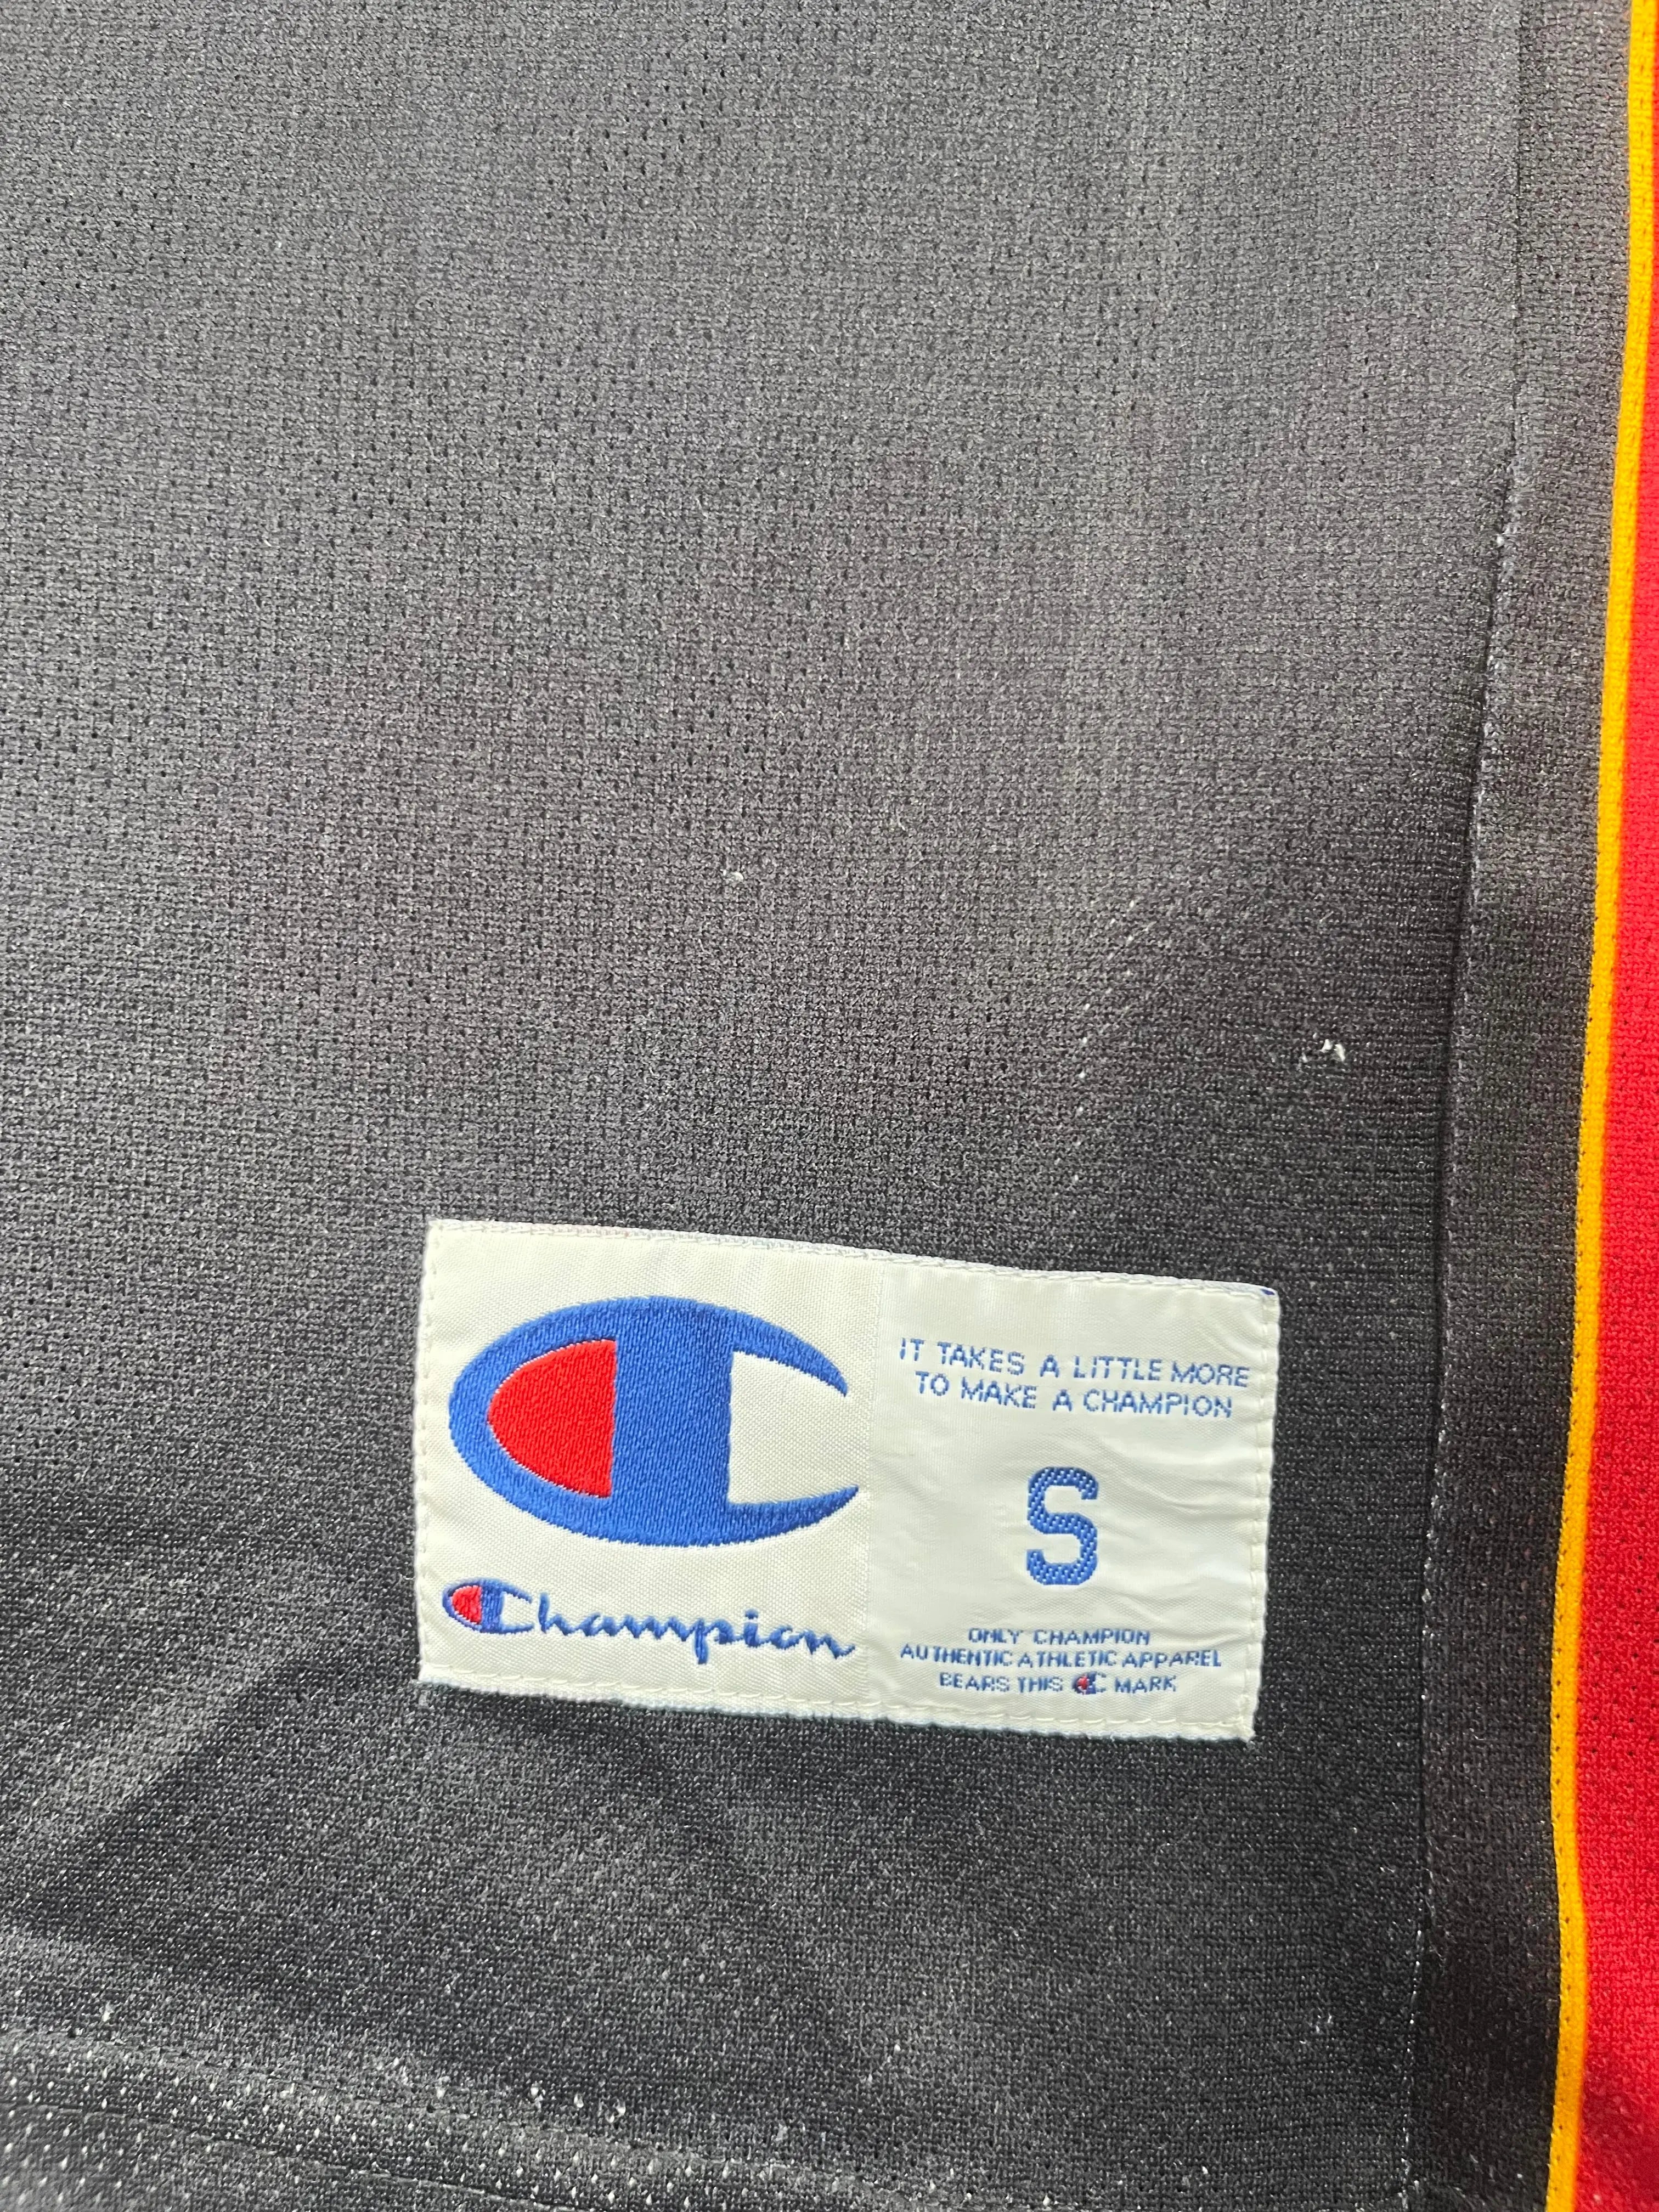 Champion
IT TAKES A LITTLE MORE
TO MAKE A CHAMPION
S
ONLY CHAMPION
AUTHENTIC ATHLETIC APPAREL
BEARS THIS C MARK